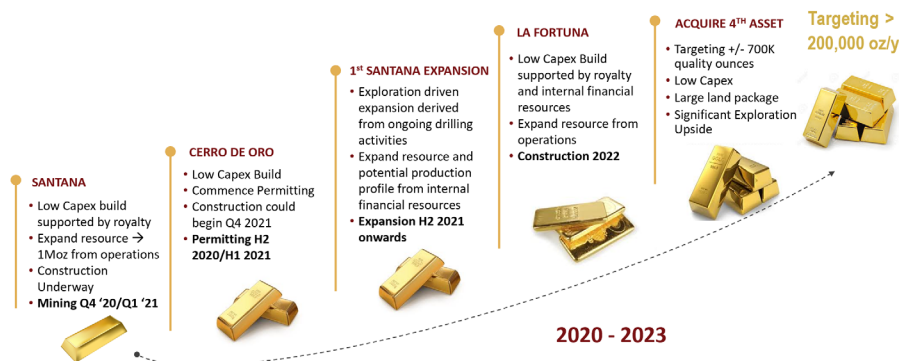 SANTANA
• Low Capex build
supported by royalty
• Expand resource →
1Moz from operations
• Construction
Underway
• Mining Q4 ‘20/Q1 ‘21
CERRO DE ORO
• Low Capex Build
• Commence Permitting
• Construction could
begin Q4 2021
• Permitting H2
2020/H1 2021
1st SANTANA EXPANSION
• Exploration driven
expansion derived
from ongoing drilling
activities
• Expand resource and
potential production
profile from internal
financial resources
• Expansion H2 2021
onwards
LA FORTUNA
• Low Capex Build
supported by royalty
and internal financial
resources
• Expand resource from
operations
• Construction 2022
ACQUIRE 4TH ASSET
• Targeting +/- 700K
quality ounces
• Low Capex
• Large land package
• Significant Exploration
Upside
Targeting >
200,000 oz/y
2020 - 2023